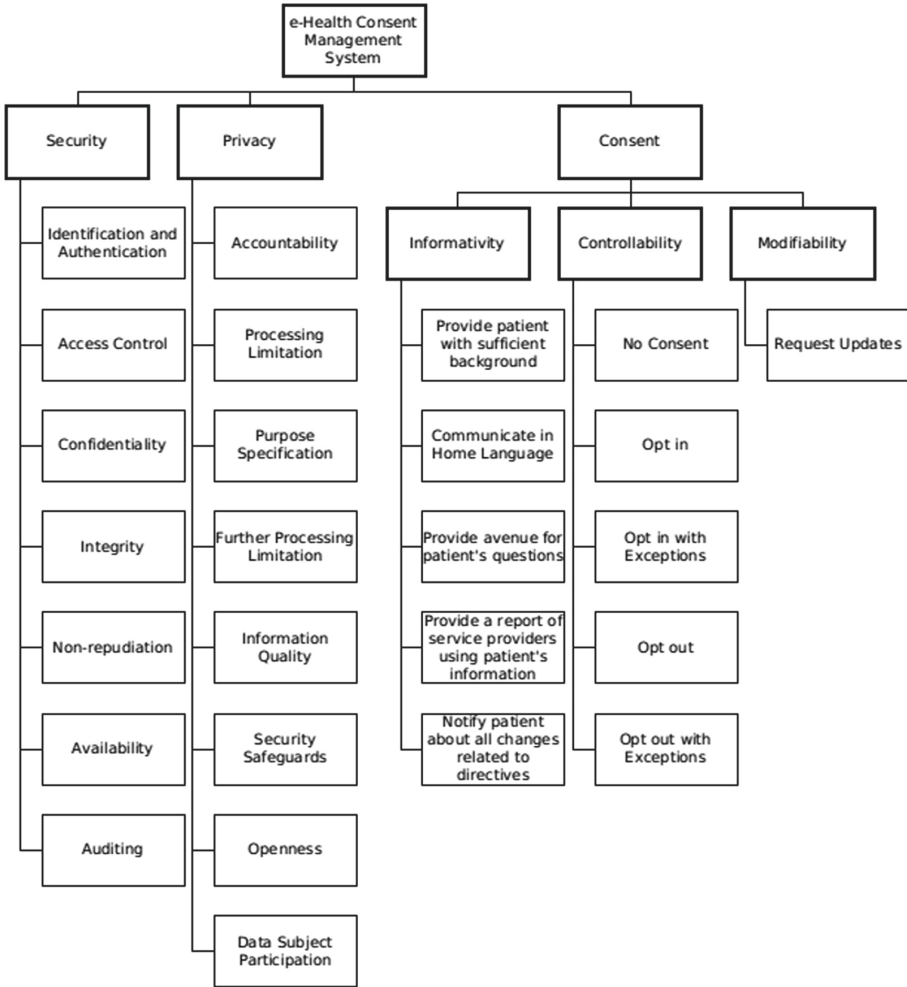 e-Health Consent
Management
System
Security
Privacy
Consent
Identification and
Authentication
Accountability
Informativity
Controllability
Modifiability
Access Control
Processing
Limitation
Provide patient
with sufficient
background
No Consent
Request Updates
Confidentiality
Purpose
Specification
Communicate in
Home Language
Opt in
Integrity
Further Processing
Limitation
Provide avenue for
patient's questions
Opt in with
Exceptions
Non-repudiation
Information
Quality
Provide a report of
service providers
using patient's
information
Opt out
Availability
Security
Safeguards
Notify patient
about all changes
related to
directives
Opt out with
Exceptions
Auditing
Openness
Data Subject
Participation